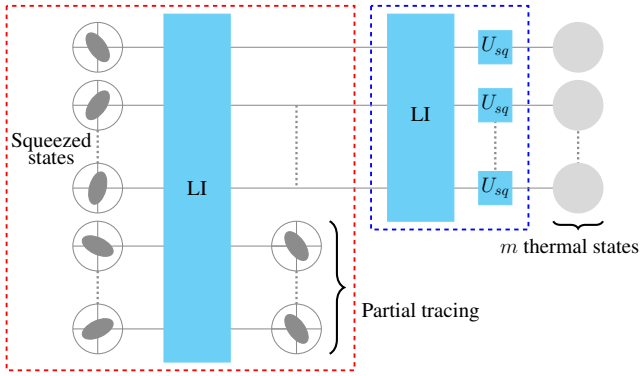 U_sq
U_sq
LI
Squeezed
states
LI
U_sq
m thermal states
Partial tracing